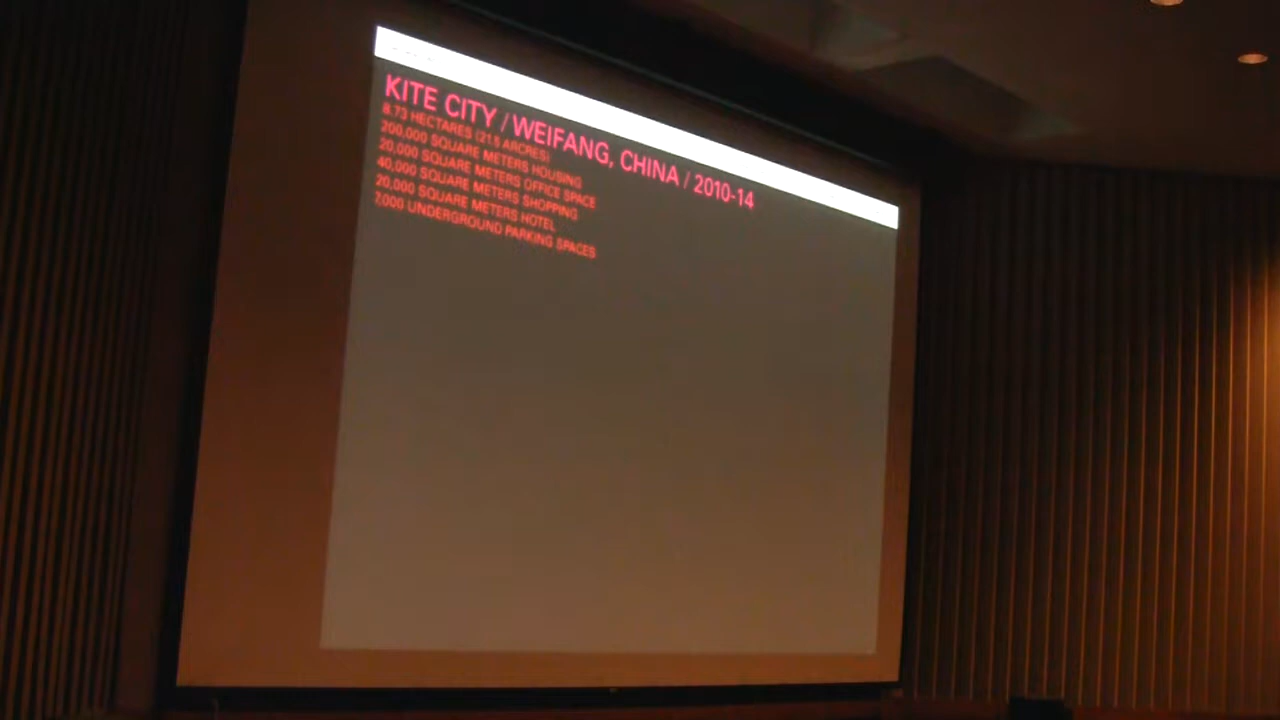 KITE CITY / WEIFANG, CHINA / 2010-14
8.73 HECTARES (21.5 ARCRES)
200,000 SQUARE METERS HOUSING
20,000 SQUARE METERS OFFICE SPACE
40,000 SQUARE METERS SHOPPING
20,000 SQUARE METERS HOTEL
7,000 UNDERGROUND PARKING SPACES